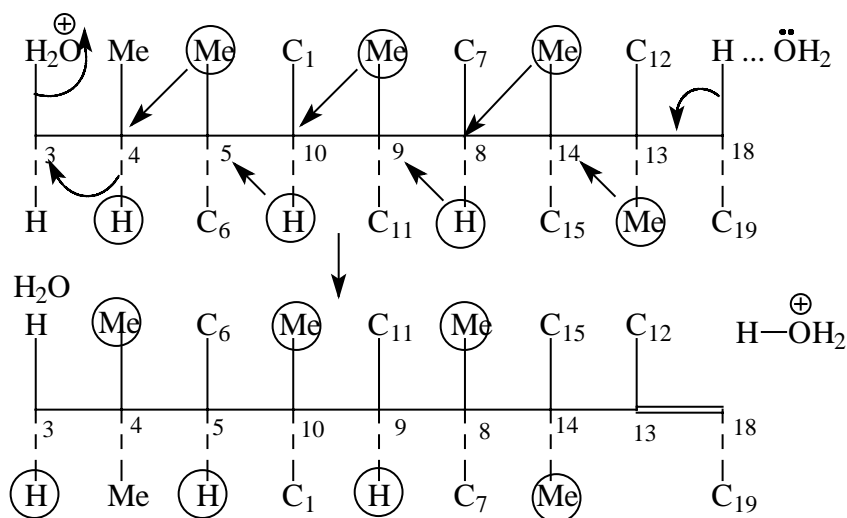 ⊕
H₂O Me Me C₁ Me C₇ Me C₁₂ H ... ÖH₂
3 4 5 10 9 8 14 13 18
H H C₆ H C₁₁ H C₁₅ Me C₁₉
H₂O
⊕
H Me C₆ Me C₁₁ Me C₁₅ C₁₂ H—OH₂
3 4 5 10 9 8 14 13 18
H Me H C₁ H C₇ Me C₁₉